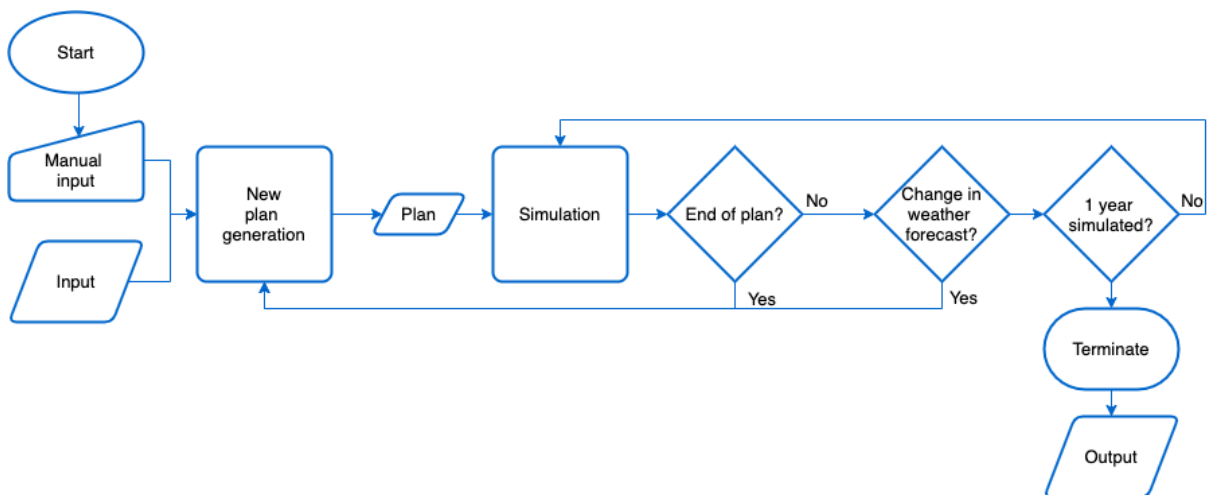 Start
Manual
input
Input
New
plan
generation
Plan
Simulation
End of plan?
No
Yes
Change in
weather
forecast?
Yes
1 year
simulated?
No
Terminate
Output